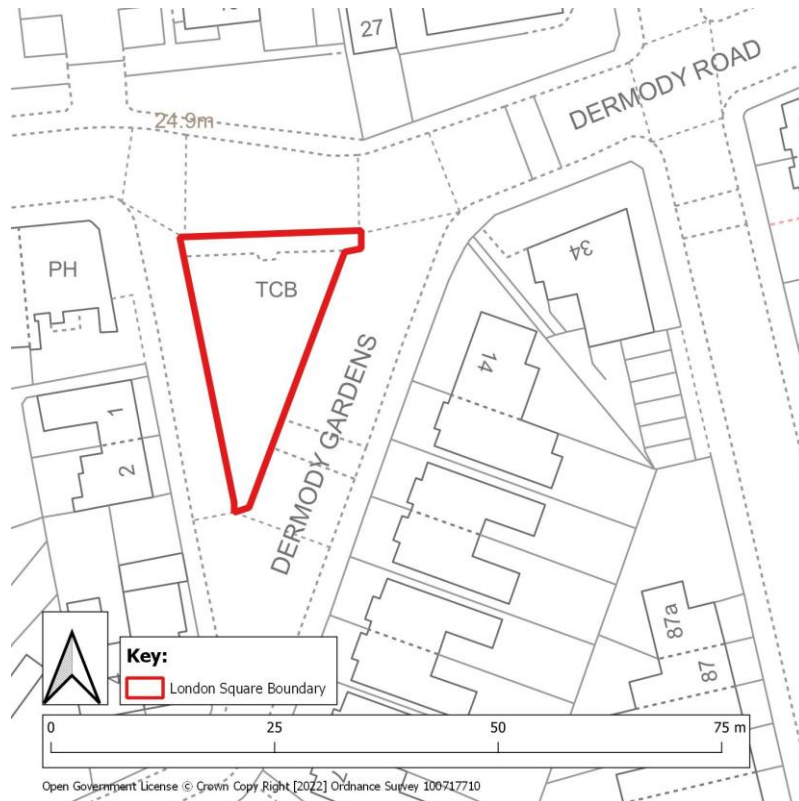 27
DERMODY ROAD
24.9m
34
PH
TCB
DERMODY GARDENS
14
1
2
87a
87
Key:
London Square Boundary
0 25 50 75 m
Open Government License © Crown Copy Right [2022] Ordnance Survey 100717710